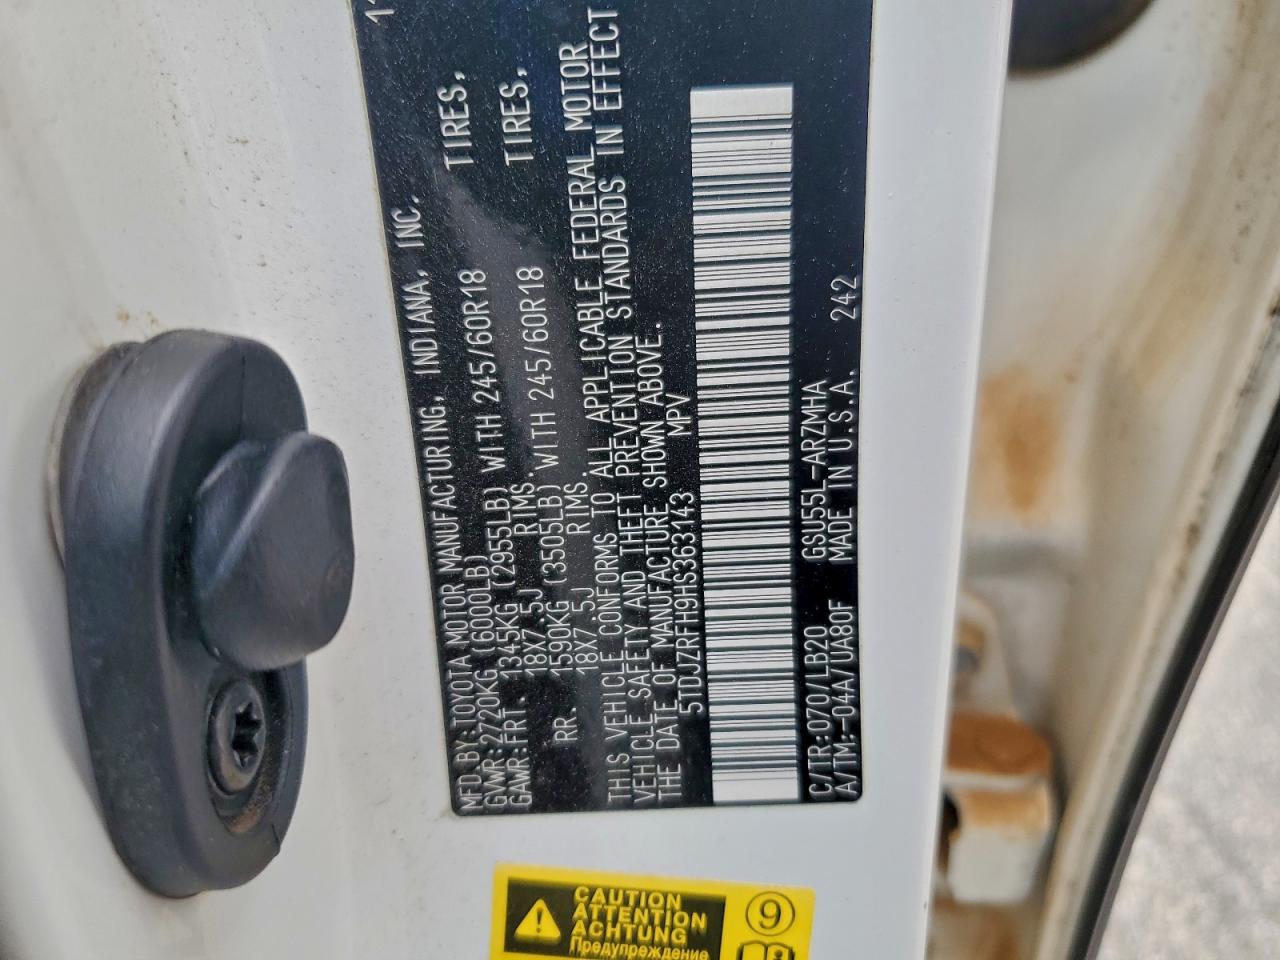 MFD.BY:TOYOTA MOTOR MANUFACTURING, INDIANA, INC. 11
GVWR:2720KG (6000LB)
GAWR:FRT. 1345KG (2955LB) WITH 245/60R18 TIRES,
18X7.5J RIMS.
RR. 1590KG (3505LB) WITH 245/60R18 TIRES,
18X7.5J RIMS.
THIS VEHICLE CONFORMS TO ALL APPLICABLE FEDERAL MOTOR
VEHICLE SAFETY AND THEFT PREVENTION STANDARDS IN EFFECT
THE DATE OF MANUFACTURE SHOWN ABOVE.
5TDJZRFH9HS363143 MPV
C/TR:070/LB20 GSU55L-ARZMHA
A/TM:-04A/UA80F MADE IN U.S.A. 242
CAUTION
ATTENTION
ACHTUNG
Предупреждение
9